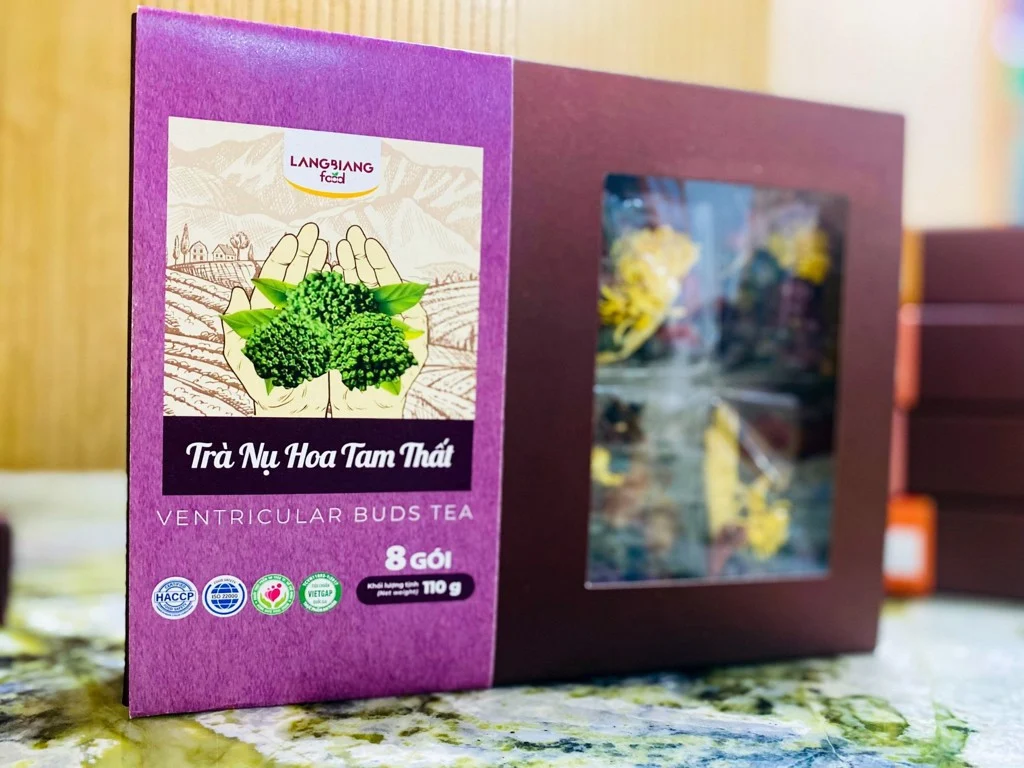 LANGBIANG
food
Trà Nụ Hoa Tam Thất
VENTRICULAR BUDS TEA
8 GÓI
Khối lượng tịnh
(Net weight)
110 g
HACCP
ISO 22000
VIETGAP